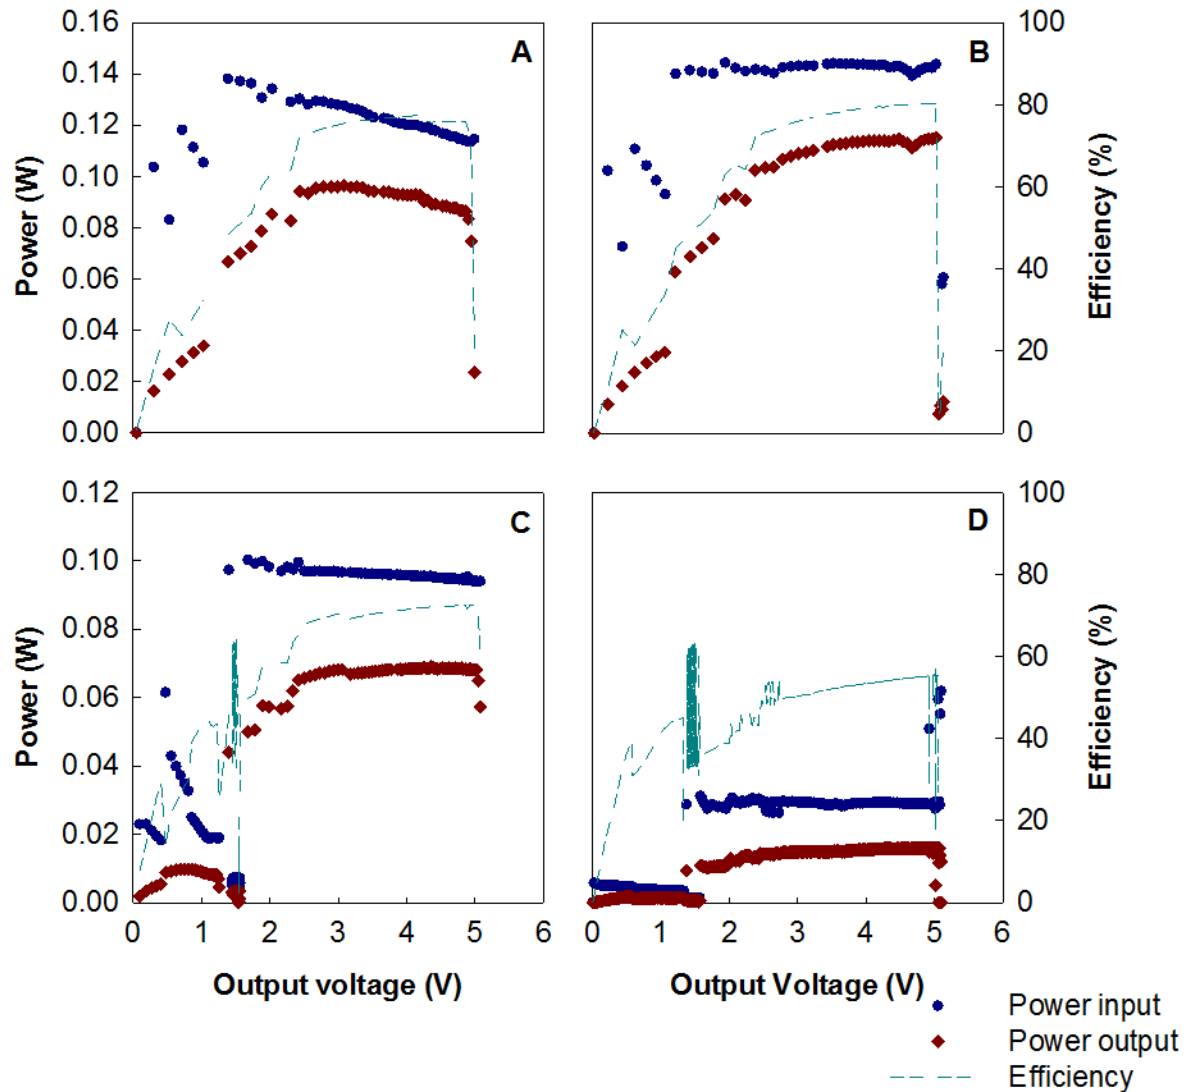 0.16
0.14
0.12
0.10
0.08
0.06
0.04
0.02
0.00
Power (W)
A
B
100
80
60
40
20
0
Efficiency (%)
0.12
0.10
0.08
0.06
0.04
0.02
0.00
Power (W)
C
D
100
80
60
40
20
0
Efficiency (%)
0 1 2 3 4 5 6
0 1 2 3 4 5 6
Output voltage (V)
Output Voltage (V)
Power input
Power output
Efficiency